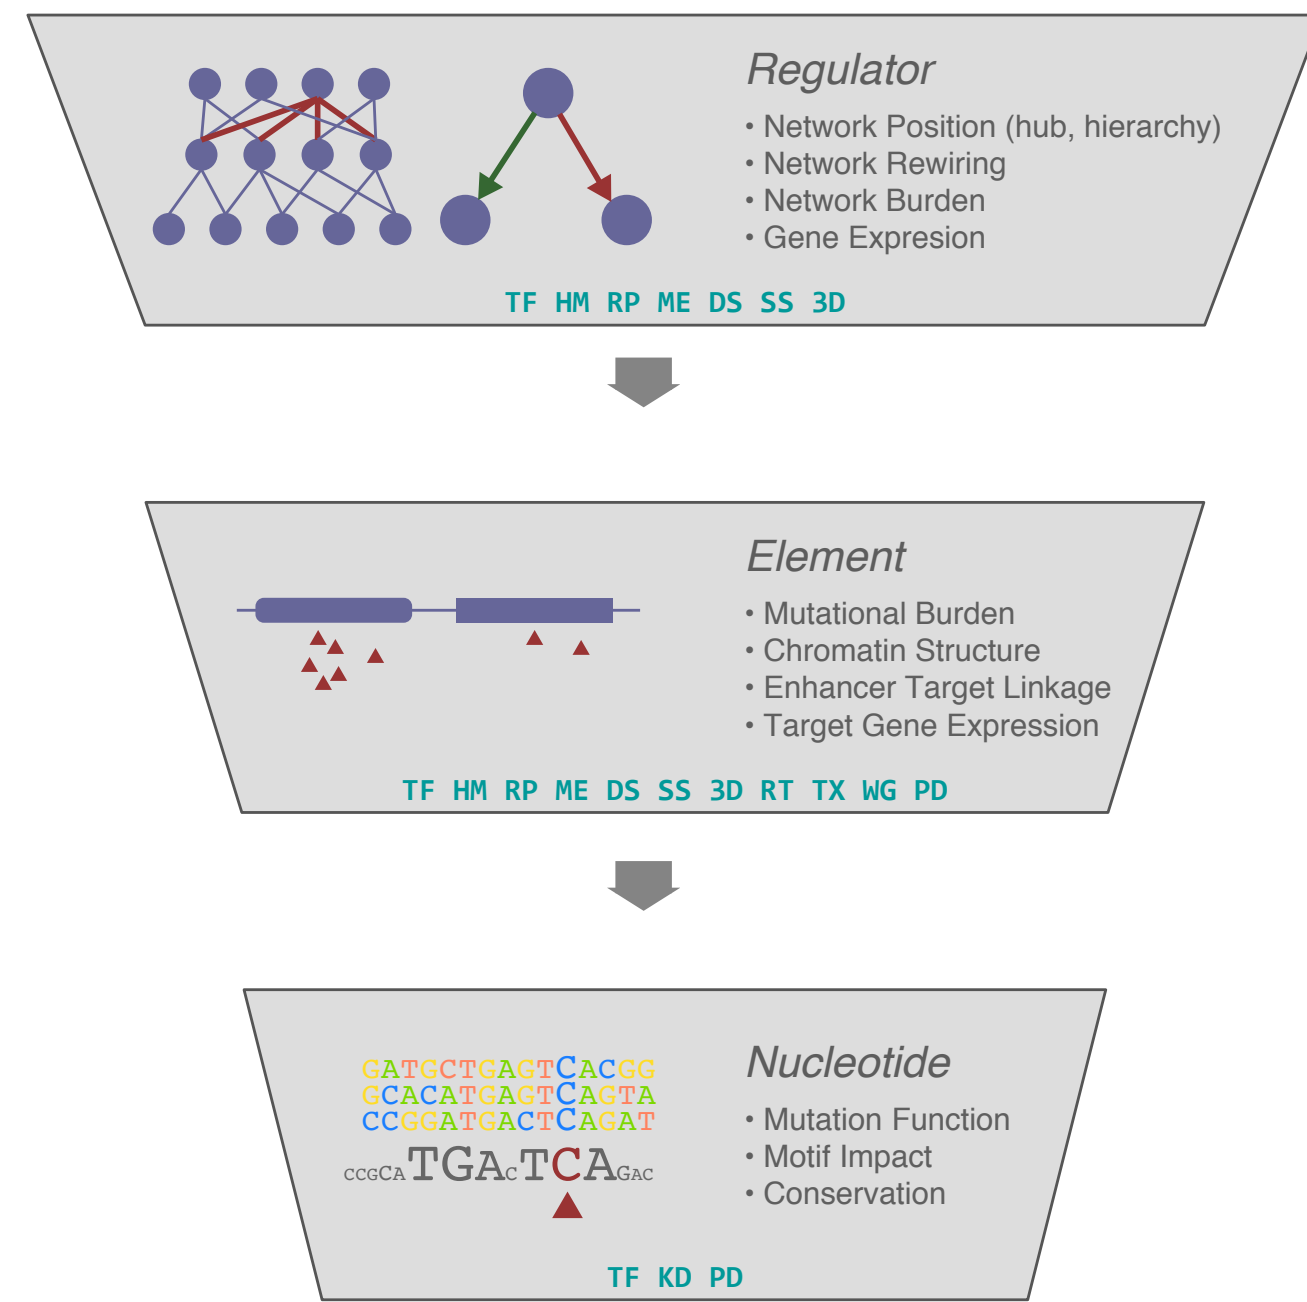 Regulator
• Network Position (hub, hierarchy)
• Network Rewiring
• Network Burden
• Gene Expresion
TF HM RP ME DS SS 3D
Element
• Mutational Burden
• Chromatin Structure
• Enhancer Target Linkage
• Target Gene Expression
TF HM RP ME DS SS 3D RT TX WG PD
Nucleotide
• Mutation Function
• Motif Impact
• Conservation
GATGCTGAGTCACGG
GCACATGAGTCAGTA
CCGGATGACTCAGAT
CCGCATGACTCAGAC
TF KD PD